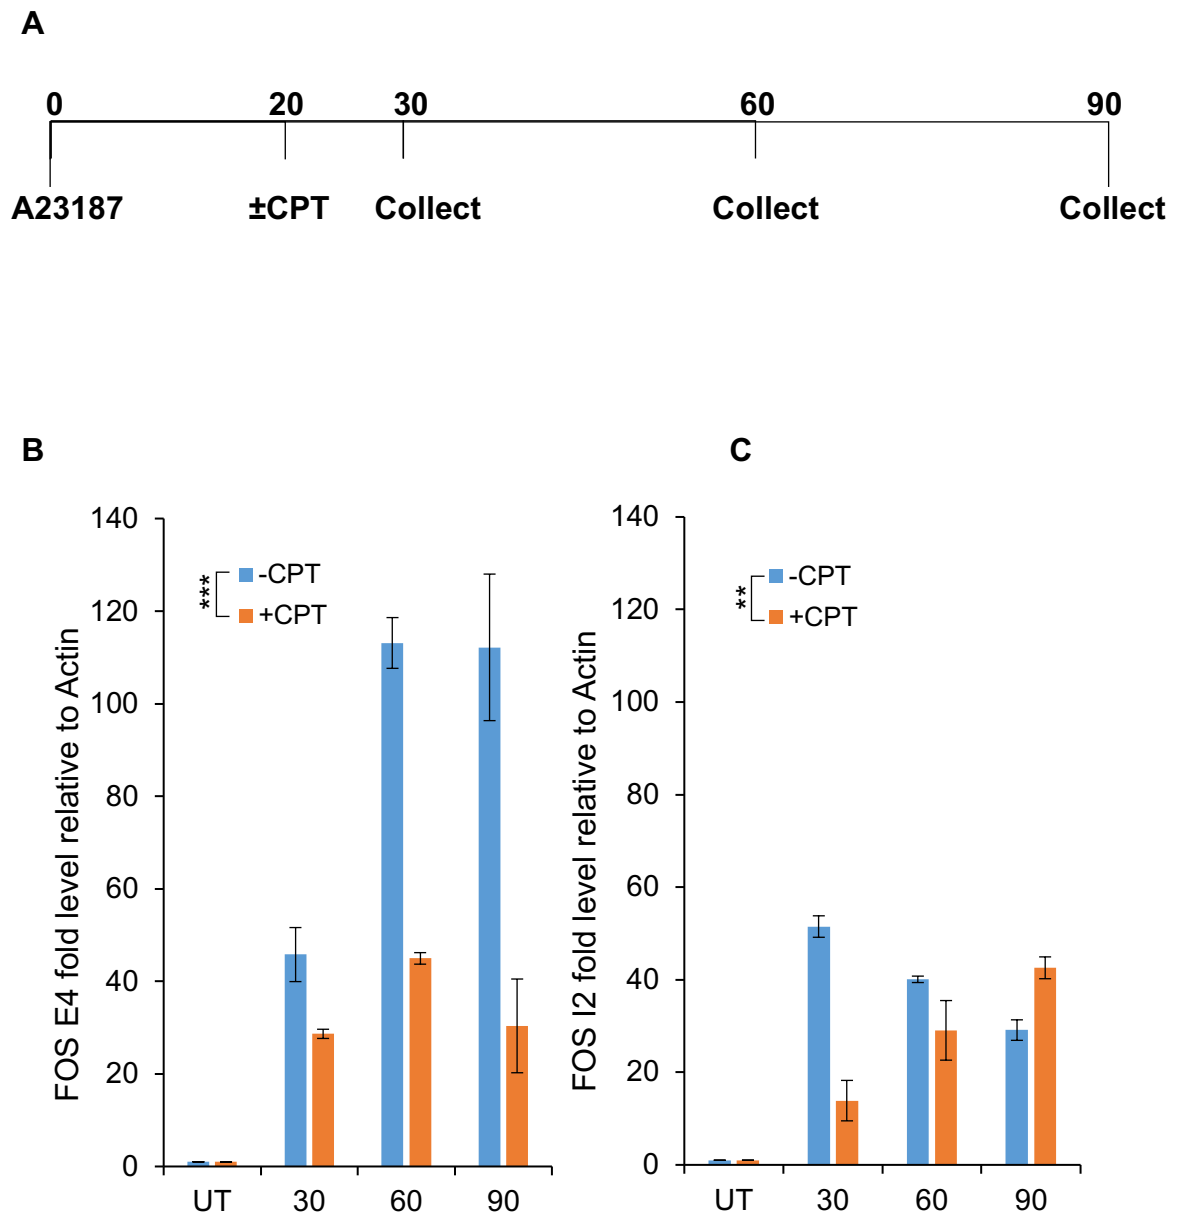 A
0 20 30 60 90
A23187 ±CPT Collect Collect Collect
B
FOS E4 fold level relative to Actin
140
120
100
80
60
40
20
0
***
-CPT
+CPT
UT 30 60 90
C
FOS I2 fold level relative to Actin
140
120
100
80
60
40
20
0
**
-CPT
+CPT
UT 30 60 90